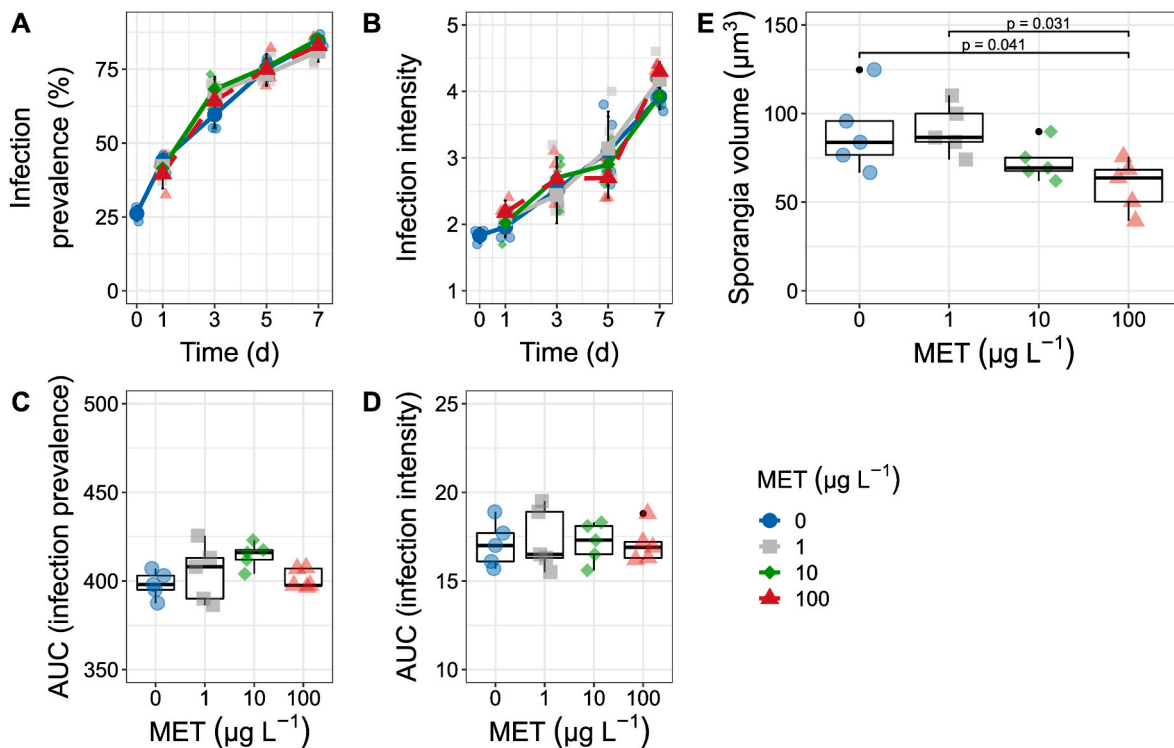 A
Infection
prevalence (%)
75
50
25
0
0 1 3 5 7
Time (d)
B
Infection intensity
5
4
3
2
1
0 1 3 5 7
Time (d)
E
Sporangia volume (μm³)
150
100
50
0
p = 0.031
p = 0.041
0 1 10 100
MET (μg L⁻¹)
C
AUC (infection prevalence)
500
450
400
350
0 1 10 100
MET (μg L⁻¹)
D
AUC (infection intensity)
25
20
15
10
0 1 10 100
MET (μg L⁻¹)
MET (μg L⁻¹)
0
1
10
100